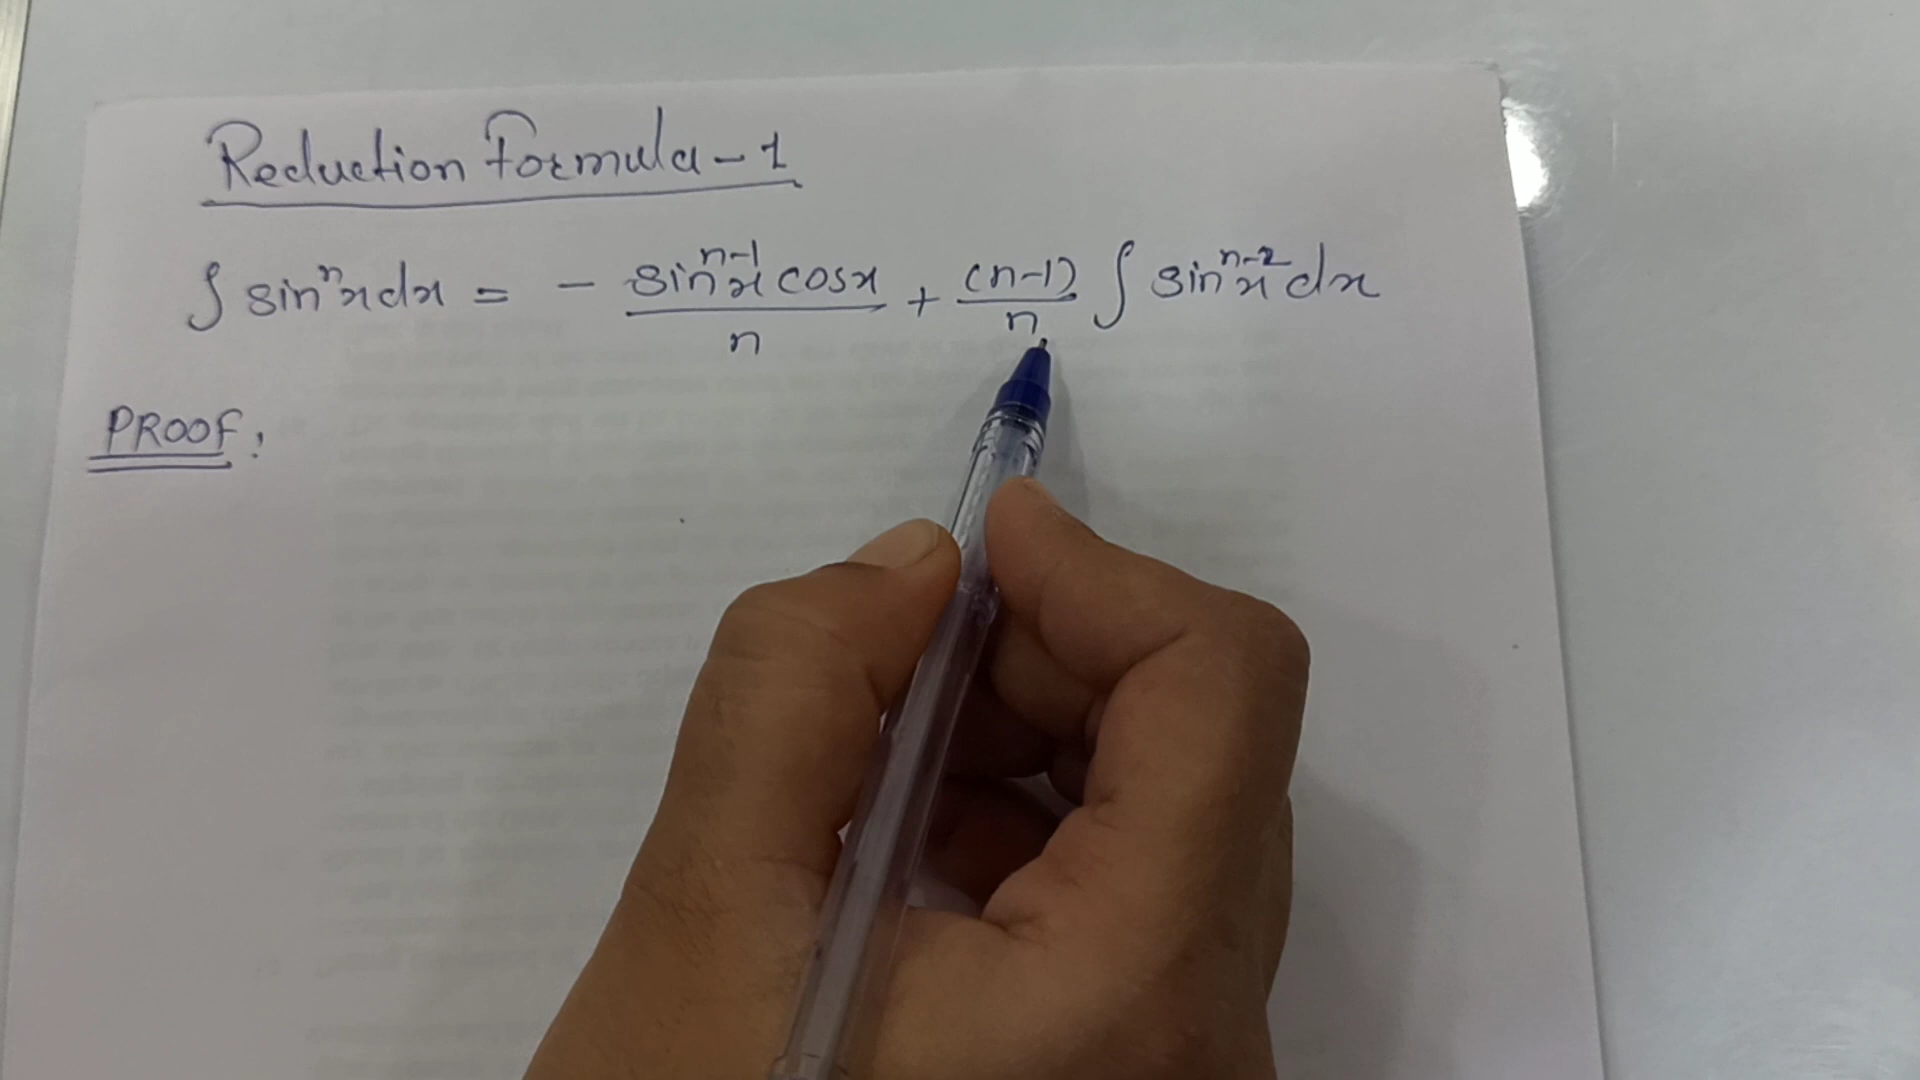 Reduction Formula - 1
∫ sinⁿx dx = - sinⁿ⁻¹x cosx / n + (n-1) / n ∫ sinⁿ⁻²x dx
PROOF: